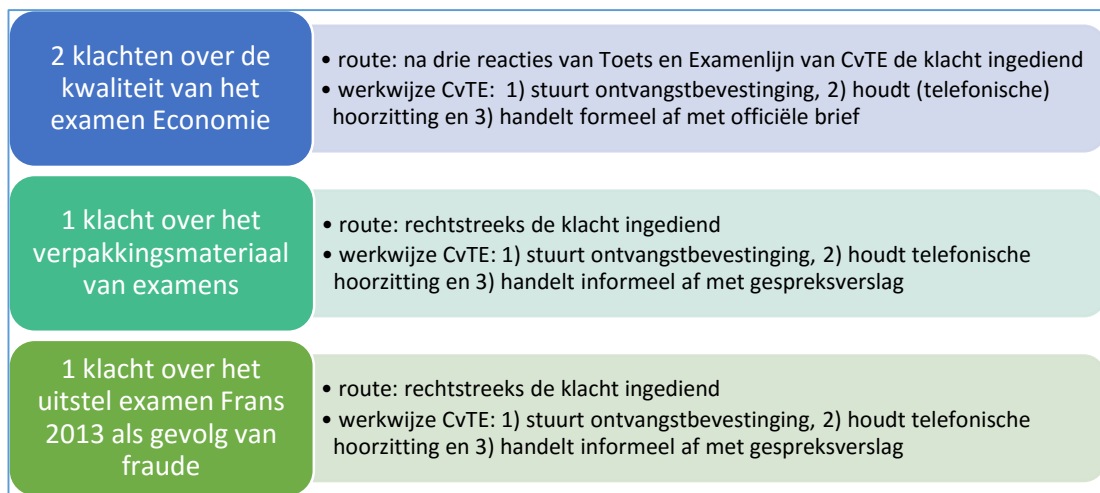 2 klachten over de
kwaliteit van het
examen Economie
• route: na drie reacties van Toets en Examenlijn van CvTE de klacht ingediend
• werkwijze CvTE: 1) stuurt ontvangstbevestinging, 2) houdt (telefonische)
hoorzitting en 3) handelt formeel af met officiële brief
1 klacht over het
verpakkingsmateriaal
van examens
• route: rechtstreeks de klacht ingediend
• werkwijze CvTE: 1) stuurt ontvangstbevestinging, 2) houdt telefonische
hoorzitting en 3) handelt informeel af met gespreksverslag
1 klacht over het
uitstel examen Frans
2013 als gevolg van
fraude
• route: rechtstreeks de klacht ingediend
• werkwijze CvTE: 1) stuurt ontvangstbevestinging, 2) houdt telefonische
hoorzitting en 3) handelt informeel af met gespreksverslag